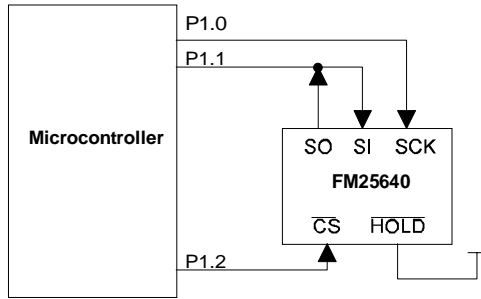 P1.0
P1.1
Microcontroller
SO SI SCK
FM25640
CS HOLD
P1.2